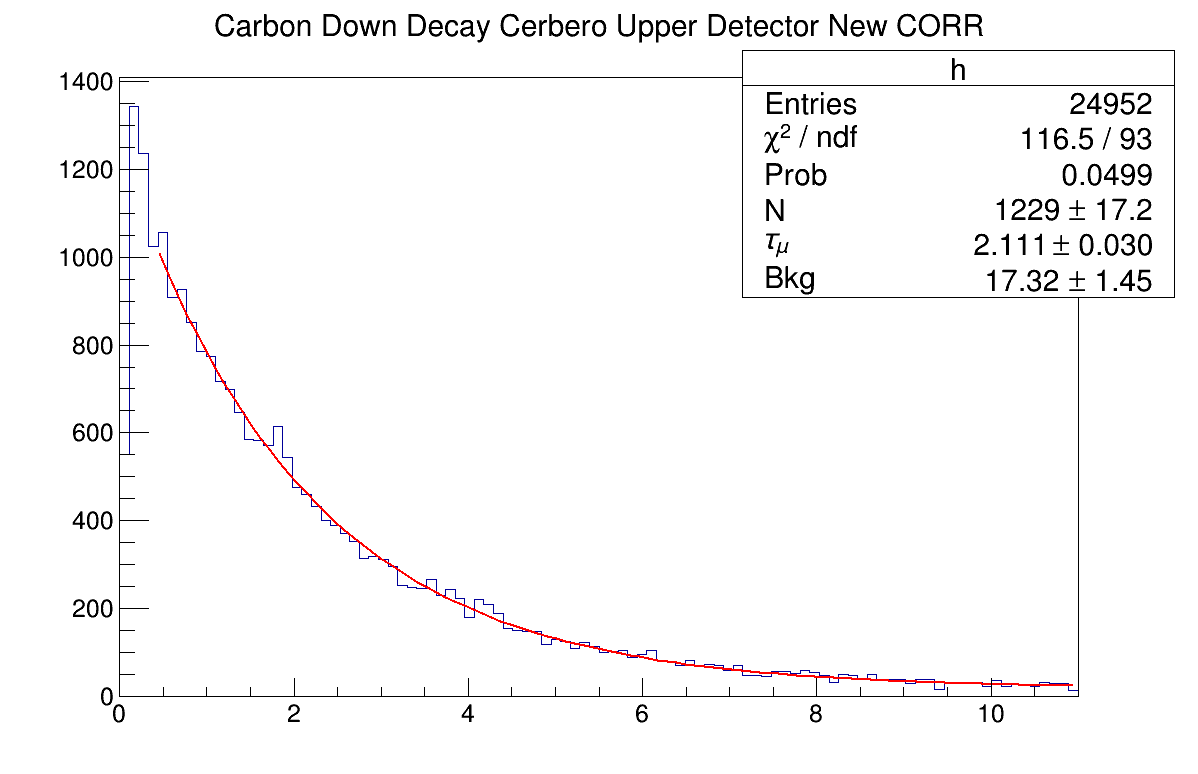 Carbon Down Decay Cerbero Upper Detector New CORR
h
Entries 24952
χ² / ndf 116.5 / 93
Prob 0.0499
N 1229 ± 17.2
τμ 2.111 ± 0.030
Bkg 17.32 ± 1.45
1400
1200
1000
800
600
400
200
0
0 2 4 6 8 10